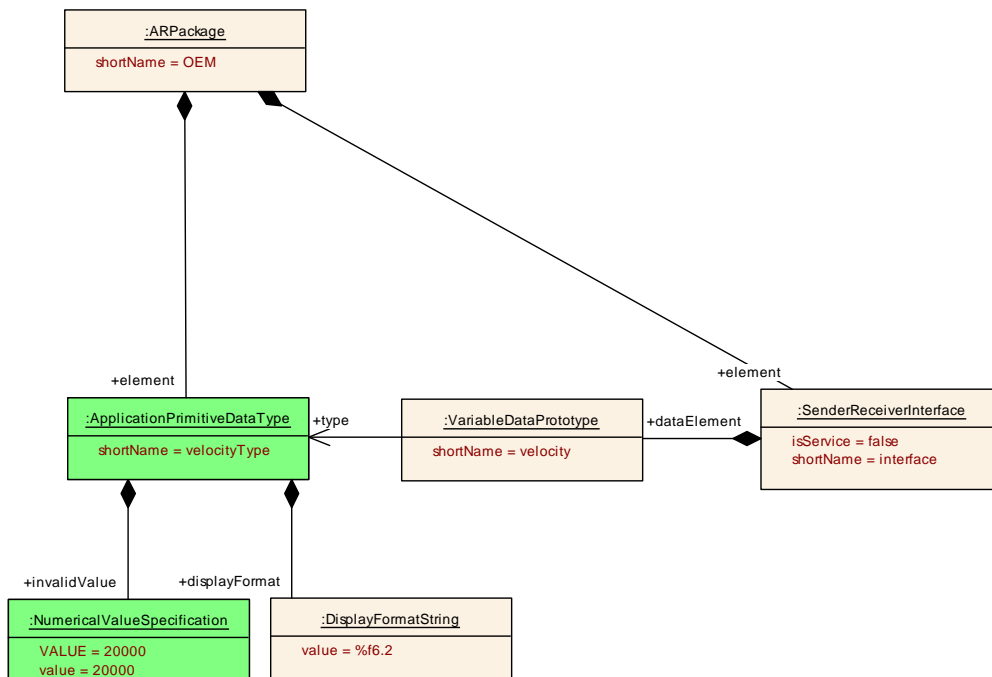 :ARPackage
shortName = OEM
+element
+element
:ApplicationPrimitiveDataType
shortName = velocityType
+type
:VariableDataPrototype
shortName = velocity
+dataElement
:SenderReceiverInterface
isService = false
shortName = interface
+invalidValue
+displayFormat
:NumericalValueSpecification
VALUE = 20000
value = 20000
:DisplayFormatString
value = %f6.2